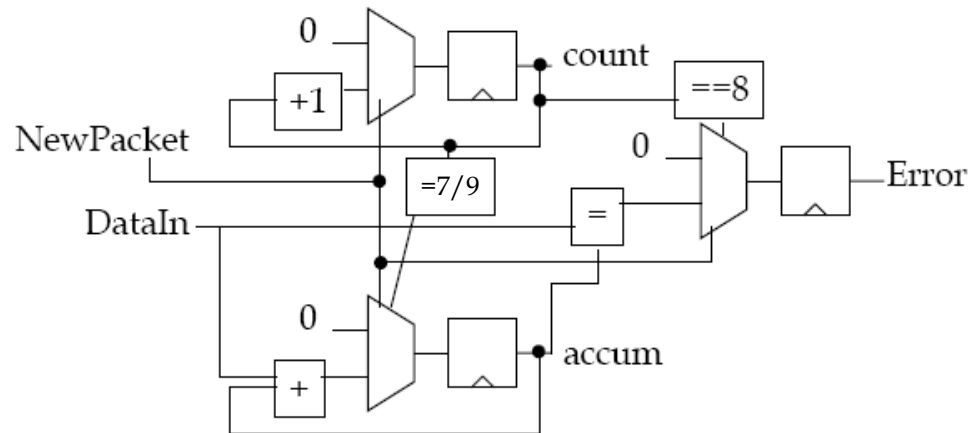 0
count
+1
==8
NewPacket
0
=7/9
Error
DataIn
=
0
accum
+